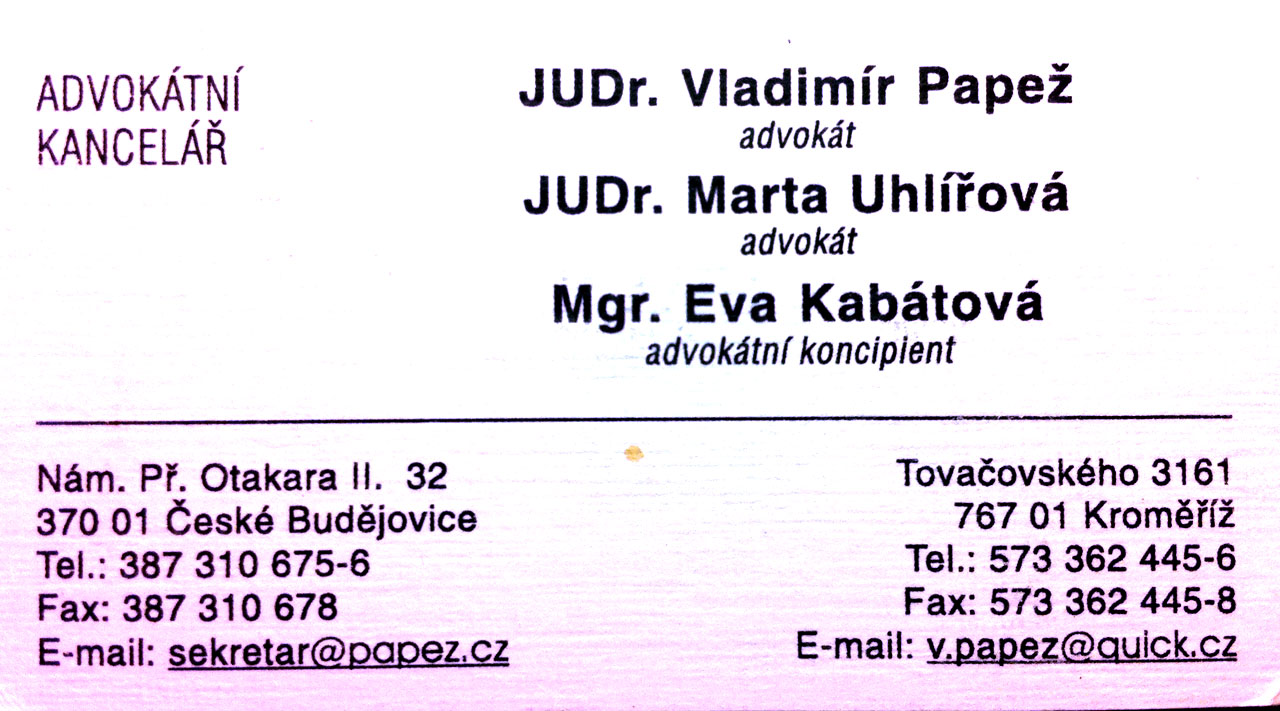 ADVOKÁTNÍ
KANCELÁŘ
JUDr. Vladimír Papež
advokát
JUDr. Marta Uhlířová
advokát
Mgr. Eva Kabátová
advokátní koncipient
Nám. Př. Otakara II. 32
370 01 České Budějovice
Tel.: 387 310 675-6
Fax: 387 310 678
E-mail: sekretar@papez.cz
Tovačovského 3161
767 01 Kroměříž
Tel.: 573 362 445-6
Fax: 573 362 445-8
E-mail: v.papez@quick.cz